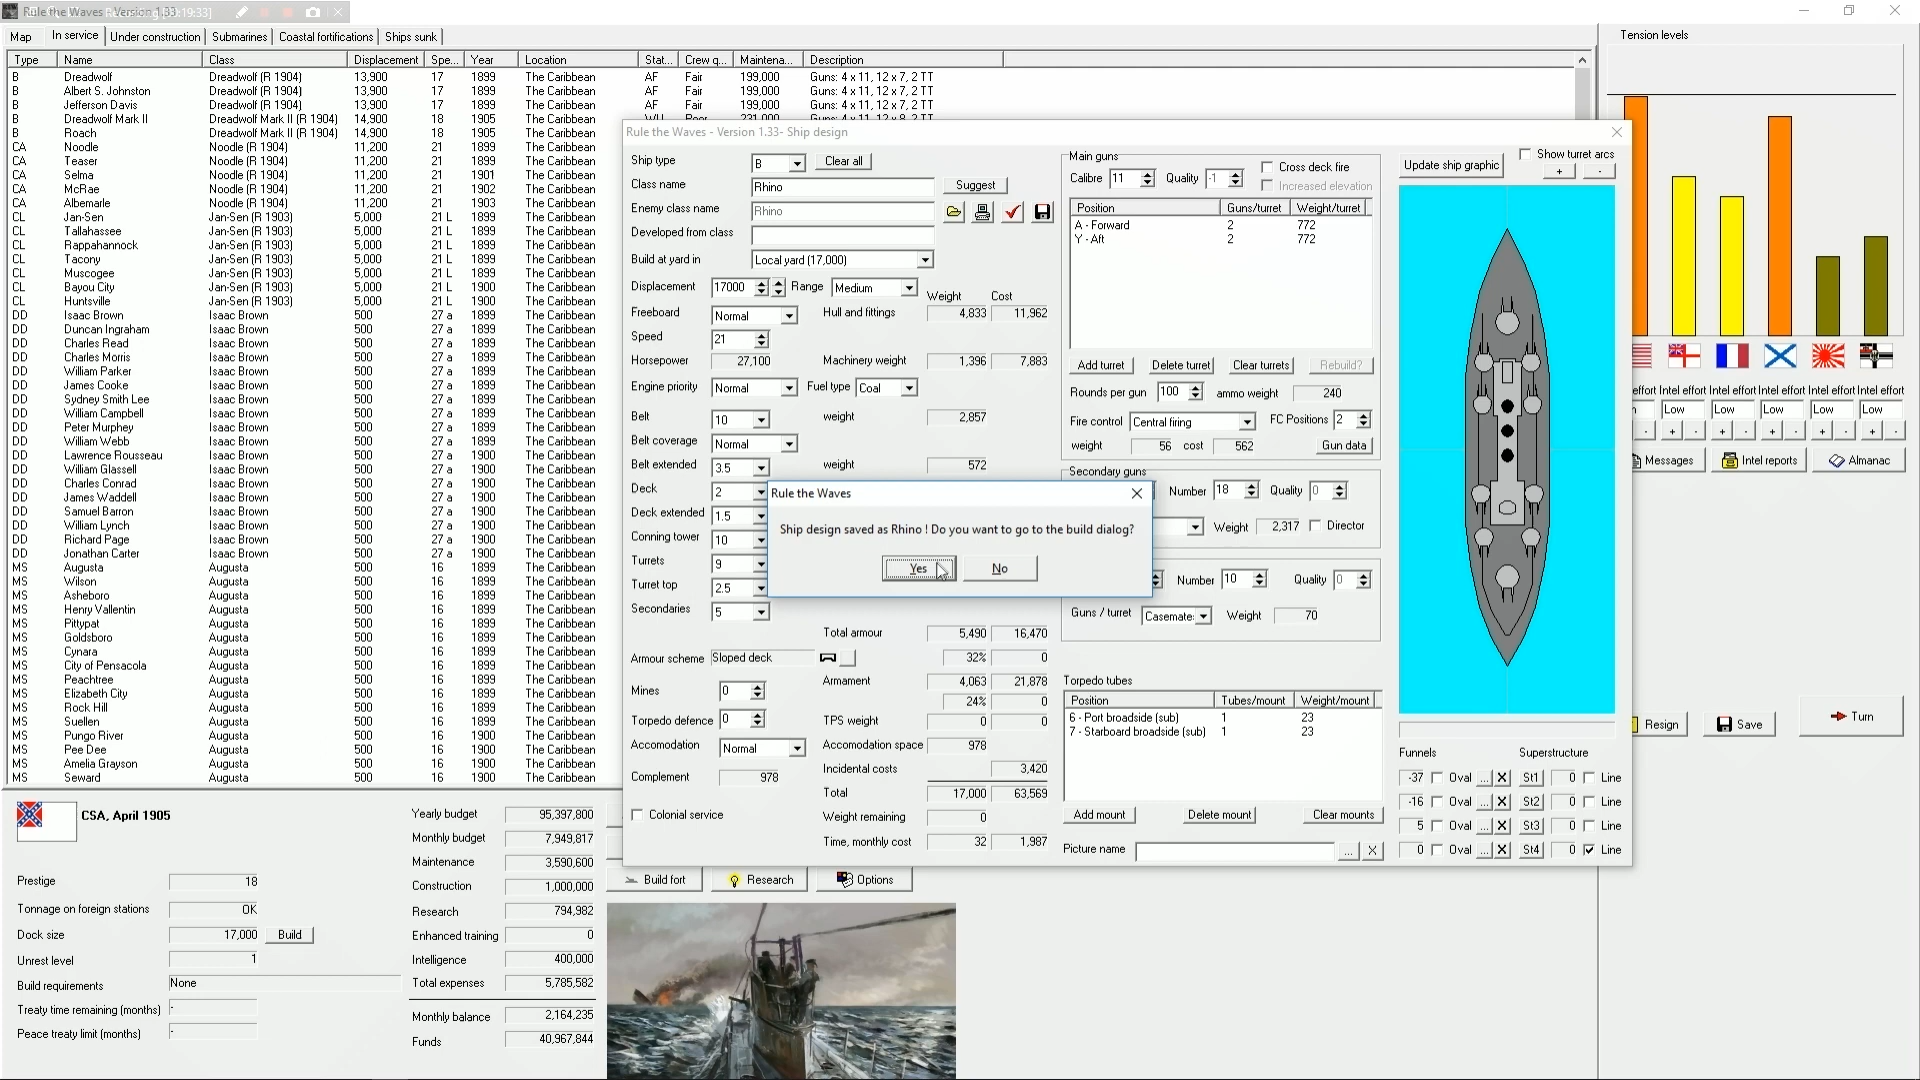 Rule the Waves - Version 1.33
Map In service Under construction Submarines Coastal fortifications Ships sunk
Type Name Class Displacement Spe... Year Location Stat... Crew q... Maintena... Description
B Dreadwolf Dreadwolf (R 1904) 13,900 17 1899 The Caribbean AF Fair 199,000 Guns: 4 x 11, 12 x 7, 2 TT
B Albert S. Johnston Dreadwolf (R 1904) 13,900 17 1899 The Caribbean AF Fair 199,000 Guns: 4 x 11, 12 x 7, 2 TT
B Jefferson Davis Dreadwolf (R 1904) 13,900 17 1899 The Caribbean AF Fair 199,000 Guns: 4 x 11, 12 x 7, 2 TT
B Dreadwolf Mark II Dreadwolf Mark II (R 1904) 14,900 18 1905 The Caribbean
B Roach Dreadwolf Mark II (R 1904) 14,900 18 1905 The Caribbean
CA Noodle Noodle (R 1904) 11,200 21 1899 The Caribbean
CA Teaser Noodle (R 1904) 11,200 21 1899 The Caribbean
CA Selma Noodle (R 1904) 11,200 21 1901 The Caribbean
CA McRae Noodle (R 1904) 11,200 21 1902 The Caribbean
CA Albemarle Noodle (R 1904) 11,200 21 1903 The Caribbean
CL Jan-Sen Jan-Sen (R 1903) 5,000 21 L 1899 The Caribbean
CL Tallahassee Jan-Sen (R 1903) 5,000 21 L 1899 The Caribbean
CL Rappahannock Jan-Sen (R 1903) 5,000 21 L 1899 The Caribbean
CL Tacony Jan-Sen (R 1903) 5,000 21 L 1899 The Caribbean
CL Muscogee Jan-Sen (R 1903) 5,000 21 L 1899 The Caribbean
CL Bayou City Jan-Sen (R 1903) 5,000 21 L 1900 The Caribbean
CL Huntsville Jan-Sen (R 1903) 5,000 21 L 1900 The Caribbean
DD Isaac Brown Isaac Brown 500 27 a 1899 The Caribbean
DD Duncan Ingraham Isaac Brown 500 27 a 1899 The Caribbean
DD Charles Read Isaac Brown 500 27 a 1899 The Caribbean
DD Charles Morris Isaac Brown 500 27 a 1899 The Caribbean
DD William Parker Isaac Brown 500 27 a 1899 The Caribbean
DD James Cooke Isaac Brown 500 27 a 1899 The Caribbean
DD Sydney Smith Lee Isaac Brown 500 27 a 1899 The Caribbean
DD William Campbell Isaac Brown 500 27 a 1899 The Caribbean
DD Peter Murphey Isaac Brown 500 27 a 1899 The Caribbean
DD William Webb Isaac Brown 500 27 a 1899 The Caribbean
DD Lawrence Rousseau Isaac Brown 500 27 a 1900 The Caribbean
DD William Glassell Isaac Brown 500 27 a 1900 The Caribbean
DD Charles Conrad Isaac Brown 500 27 a 1900 The Caribbean
DD James Waddell Isaac Brown 500 27 a 1900 The Caribbean
DD Samuel Barron Isaac Brown 500 27 a 1900 The Caribbean
DD William Lynch Isaac Brown 500 27 a 1900 The Caribbean
DD Richard Page Isaac Brown 500 27 a 1900 The Caribbean
DD Jonathan Carter Isaac Brown 500 27 a 1900 The Caribbean
MS Augusta Augusta 500 16 1899 The Caribbean
MS Wilson Augusta 500 16 1899 The Caribbean
MS Asheboro Augusta 500 16 1899 The Caribbean
MS Henry Vallentin Augusta 500 16 1899 The Caribbean
MS Pittypat Augusta 500 16 1899 The Caribbean
MS Goldsboro Augusta 500 16 1899 The Caribbean
MS Cynara Augusta 500 16 1899 The Caribbean
MS City of Pensacola Augusta 500 16 1899 The Caribbean
MS Peachtree Augusta 500 16 1899 The Caribbean
MS Elizabeth City Augusta 500 16 1899 The Caribbean
MS Rock Hill Augusta 500 16 1899 The Caribbean
MS Suellen Augusta 500 16 1899 The Caribbean
MS Pungo River Augusta 500 16 1899 The Caribbean
MS Pee Dee Augusta 500 16 1899 The Caribbean
MS Amelia Grayson Augusta 500 16 1900 The Caribbean
MS Seward Augusta 500 16 1900 The Caribbean
CSA, April 1905
Prestige 18
Tonnage on foreign stations OK
Dock size 17,000 Build
Unrest level 1
Build requirements None
Treaty time remaining (months) -
Peace treaty limit (months) -
Yearly budget 95,397,800
Monthly budget 7,949,817
Maintenance 3,590,600
Construction 1,000,000
Research 794,982
Enhanced training 0
Intelligence 400,000
Total expenses 5,785,582
Monthly balance 2,164,235
Funds 40,967,844
Build fort Research Options
Rule the Waves - Version 1.33- Ship design
Ship type B Clear all
Class name Rhino Suggest
Enemy class name Rhino
Developed from class
Build at yard in Local yard (17,000)
Displacement 17000 Range Medium
Weight Cost
Freeboard Normal Hull and fittings 4,833 11,962
Speed 21
Horsepower 27,100 Machinery weight 1,396 7,883
Engine priority Normal Fuel type Coal
Belt 10 weight 2,857
Belt coverage Normal
Belt extended 3.5 weight 572
Deck 2
Deck extended 1.5
Conning tower 10
Turrets 9
Turret top 2.5
Secondaries 5
Total armour 5,490 16,470
Armour scheme Sloped deck 32% 0
Mines 0 Armament 4,063 21,878
24% 0
Torpedo defence 0 TPS weight 0 0
Accomodation Normal Accomodation space 978
Complement 978 Incidental costs 3,420
Total 17,000 63,569
Colonial service Weight remaining 0
Time, monthly cost 32 1,987
Rule the Waves
Ship design saved as Rhino ! Do you want to go to the build dialog?
Yes No
Main guns
Calibre 11 Quality -1 Cross deck fire
Increased elevation
Position Guns/turret Weight/turret
A - Forward 2 772
Y - Aft 2 772
Add turret Delete turret Clear turrets Rebuild?
Rounds per gun 100 ammo weight 240
Fire control Central firing FC Positions 2
weight 56 cost 562 Gun data
Secondary guns
Number 18 Quality 0
Weight 2,317 Director
Number 10 Quality 0
Guns / turret Casemate: Weight 70
Torpedo tubes
Position Tubes/mount Weight/mount
6 - Port broadside (sub) 1 23
7 - Starboard broadside (sub) 1 23
Add mount Delete mount Clear mounts
Picture name ... X
Update ship graphic Show turret arcs
+ -
Funnels Superstructure
-37 Oval ... X St1 0 Line
-16 Oval ... X St2 0 Line
5 Oval ... X St3 0 Line
0 Oval ... X St4 0 Line
Tension levels
effort Intel effort Intel effort Intel effort Intel effort Intel effort
Low Low Low Low Low
- + - + - + - + - + -
Messages Intel reports Almanac
Resign Save Turn